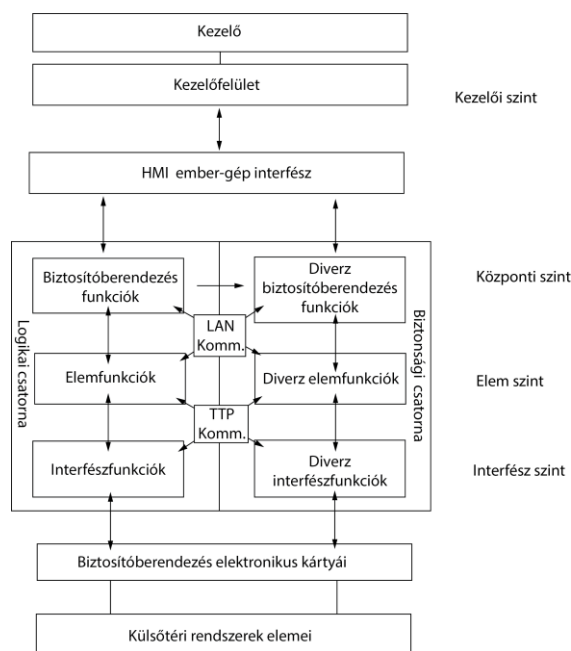 Kezelő
Kezelőfelület
Kezelői szint
HMI ember-gép interfész
Biztosítóberendezés
funkciók
Diverz
biztosítóberendezés
funkciók
Központi szint
LAN
Komm.
Logikai csatorna
Biztonsági csatorna
Elemfunkciók
Diverz elemfunkciók
Elem szint
TTP
Komm.
Interfészfunkciók
Diverz
interfészfunkciók
Interfész szint
Biztosítóberendezés elektronikus kártyái
Külsőtéri rendszerek elemei